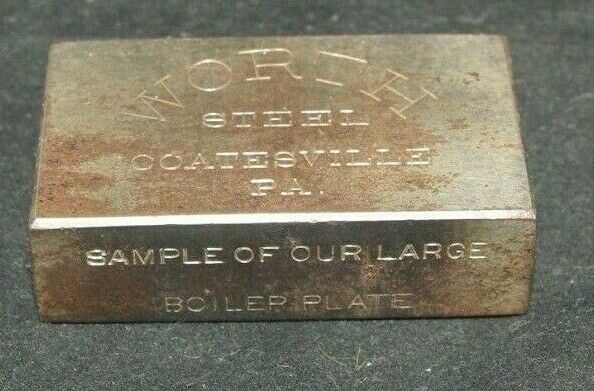 WORTH
STEEL
COATESVILLE
PA.
SAMPLE OF OUR LARGE
BOILER PLATE